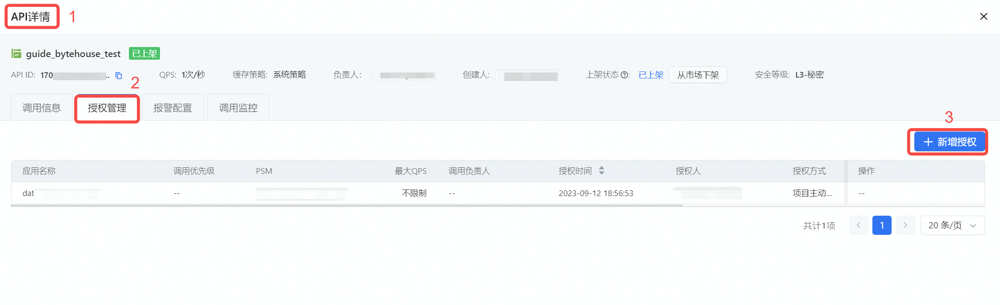 API详情 1
AP guide_bytehouse_test 已上架
API ID: 170 .. QPS: 1次/秒 缓存策略: 系统策略 负责人: 创建人: 上架状态?: 已上架 从市场下架 安全等级: L3-秘密
2
调用信息 授权管理 报警配置 调用监控
3
+ 新增授权
应用名称 调用优先级 PSM 最大QPS 调用负责人 授权时间 授权人 授权方式 操作
dat -- 不限制 -- 2023-09-12 18:56:53 项目主动... --
共计1项 < 1 > 20 条/页